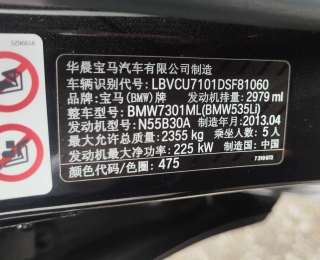 华晨宝马汽车有限公司制造
车辆识别代号: LBVCU7101DSF81060
品牌: 宝马(BMW)牌 发动机排量: 2979 ml
整车型号: BMW7301ML(BMW535Li)
发动机型号: N55B30A 制造年月: 2013.04
最大允许总质量: 2355 kg 乘坐人数: 5 人
发动机最大净功率: 225 kW 制造国: 中国
颜色代码/色圈: 475